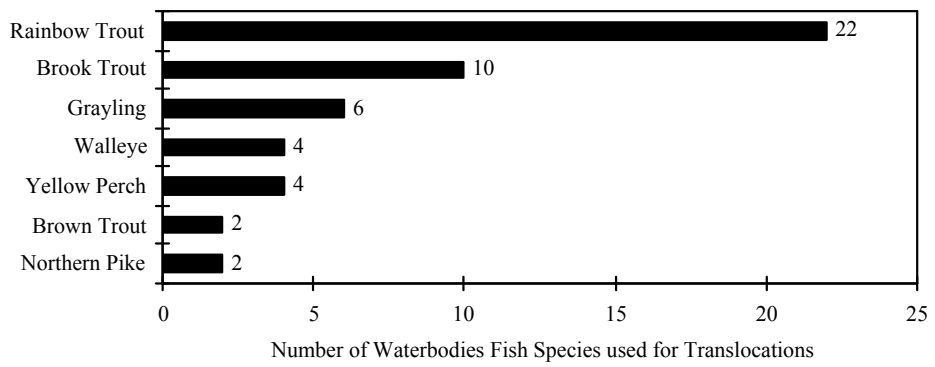 Rainbow Trout 22
Brook Trout 10
Grayling 6
Walleye 4
Yellow Perch 4
Brown Trout 2
Northern Pike 2
0 5 10 15 20 25
Number of Waterbodies Fish Species used for Translocations